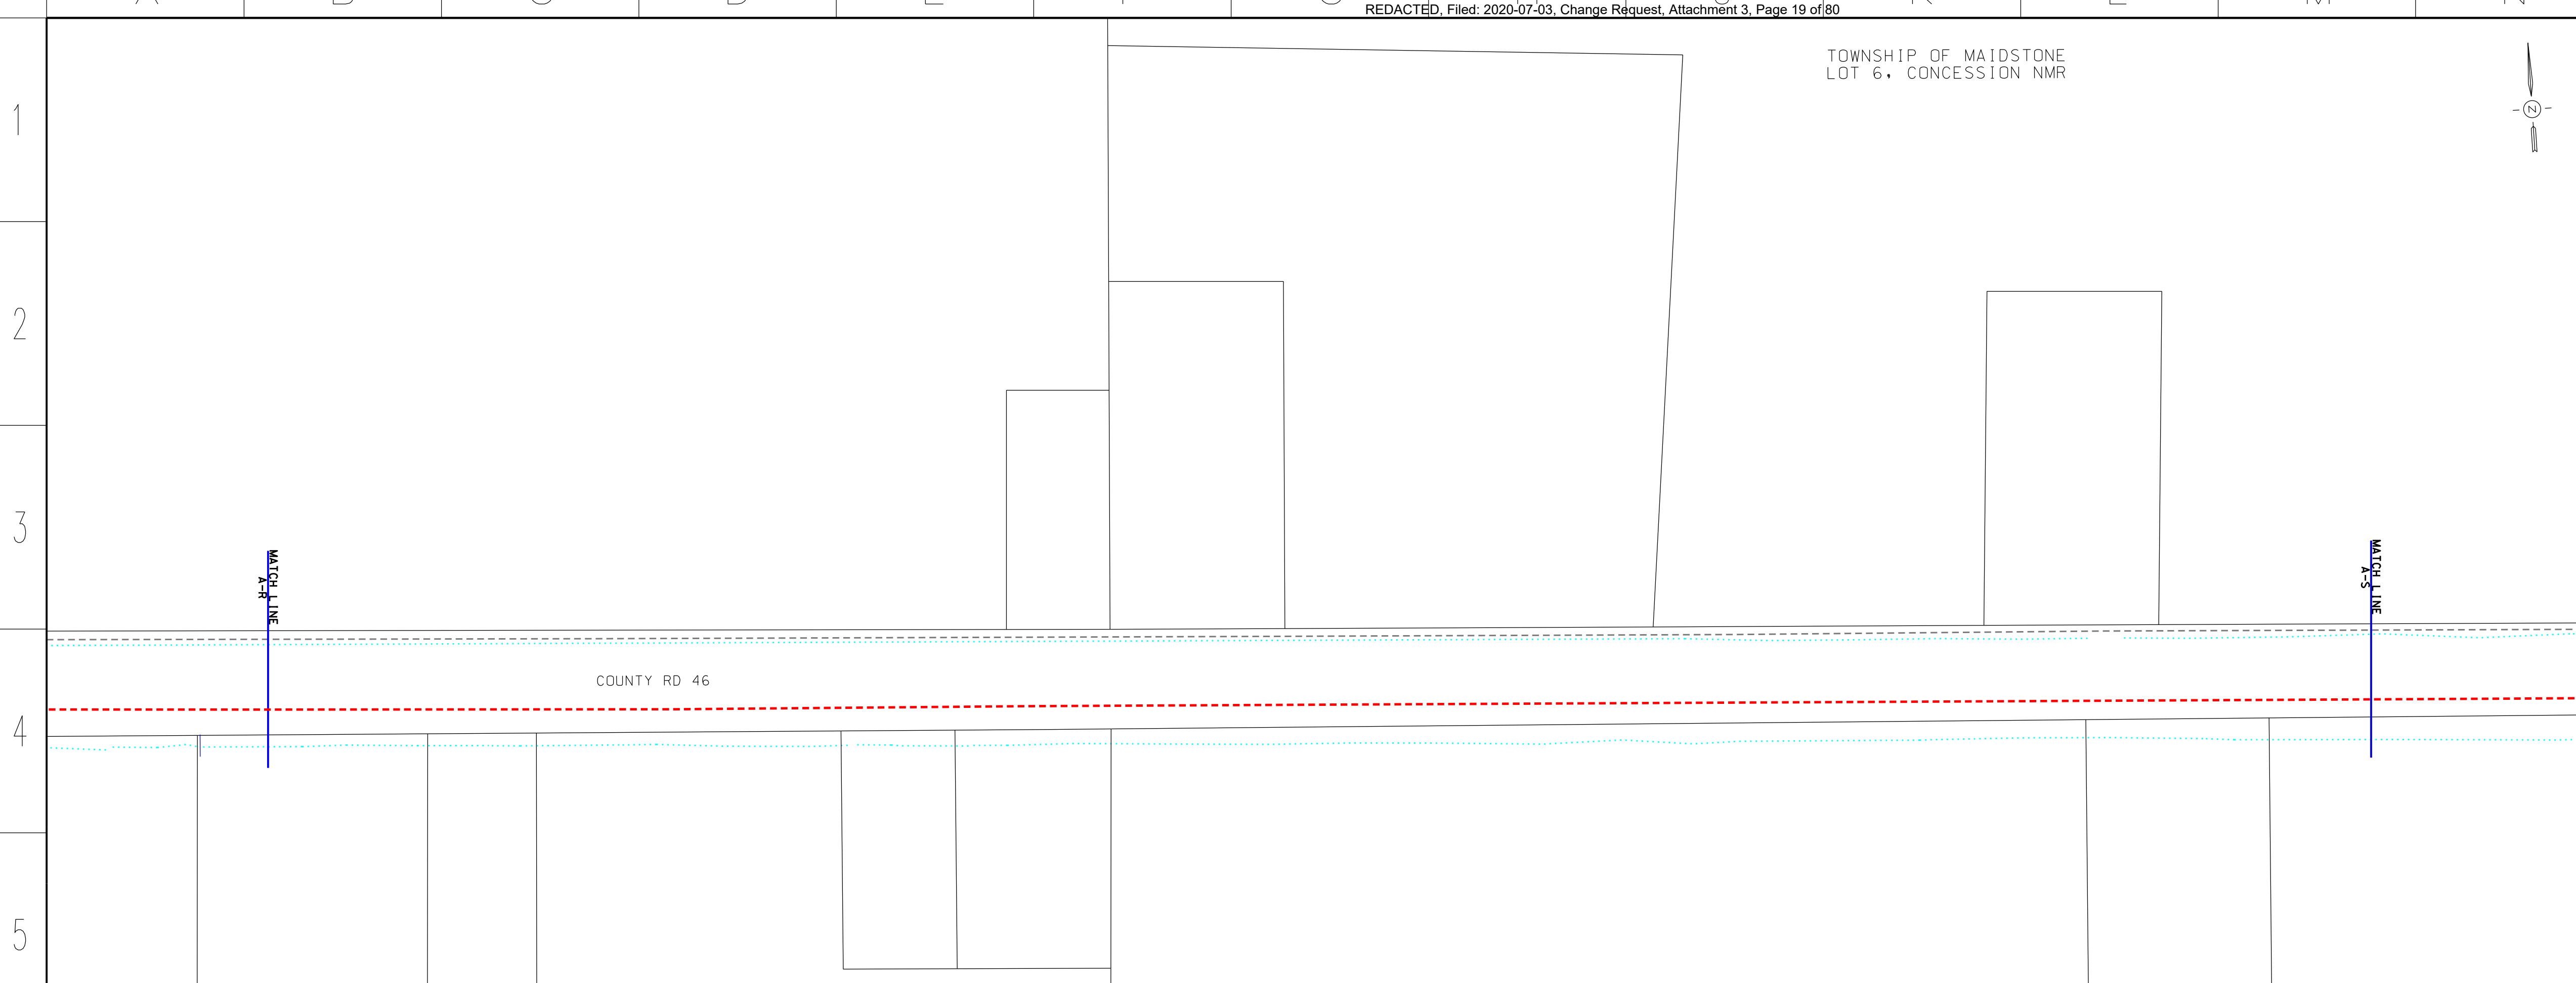 REDACTED, Filed: 2020-07-03, Change Request, Attachment 3, Page 19 of 80
TOWNSHIP OF MAIDSTONE
LOT 6, CONCESSION NMR
N
1
2
3
MATCH LINE
A-R
MATCH LINE
A-S
COUNTY RD 46
4
5